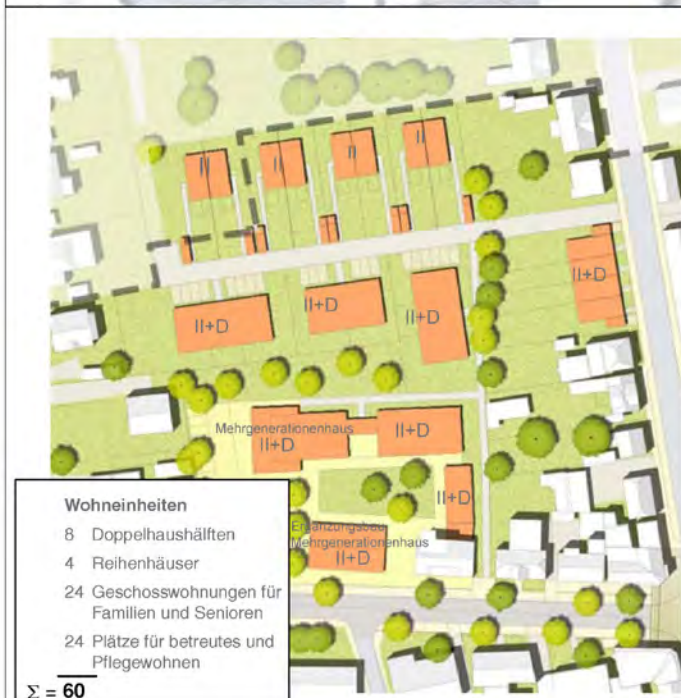 II
II
II
II
II+D
II+D
II+D
II+D
Mehrgenerationenhaus
II+D
II+D
II+D
Ergänzungsbau
Mehrgenerationenhaus
II+D
Wohneinheiten
8 Doppelhaushälften
4 Reihenhäuser
24 Geschosswohnungen für
Familien und Senioren
24 Plätze für betreutes und
Pflegewohnen
Σ = 60